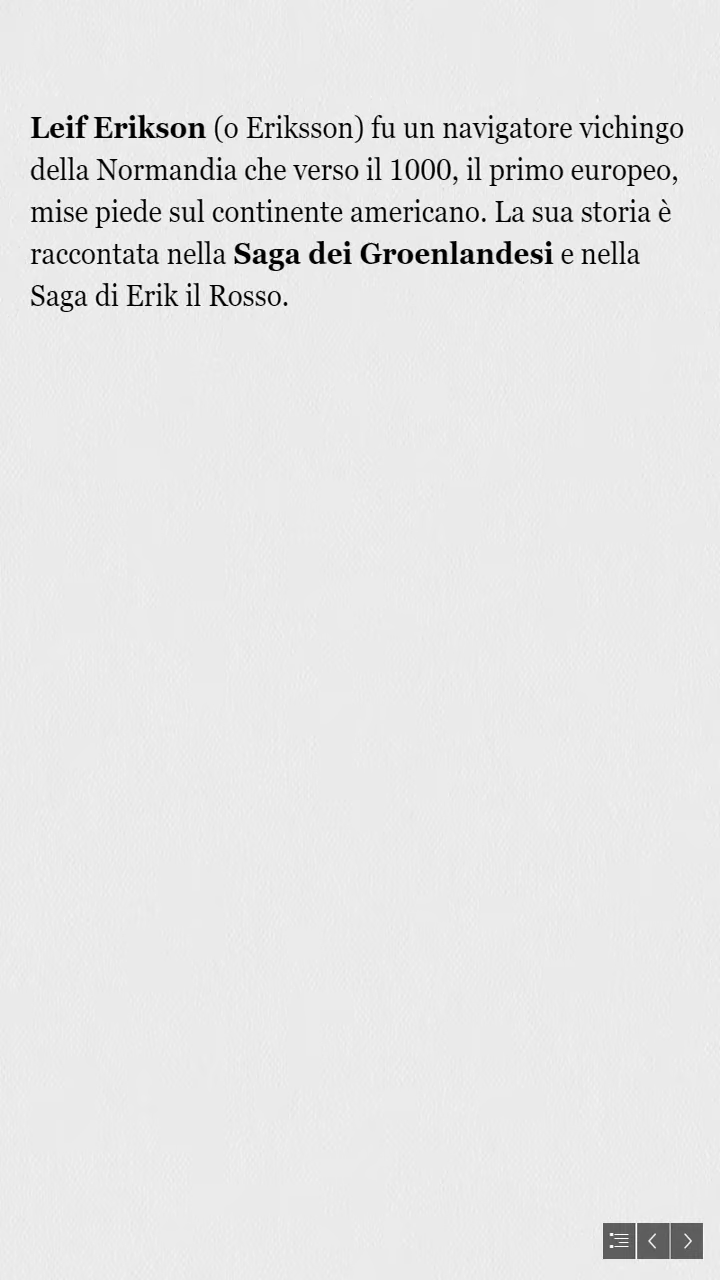 Leif Erikson (o Eriksson) fu un navigatore vichingo
della Normandia che verso il 1000, il primo europeo,
mise piede sul continente americano. La sua storia è
raccontata nella Saga dei Groenlandesi e nella
Saga di Erik il Rosso.